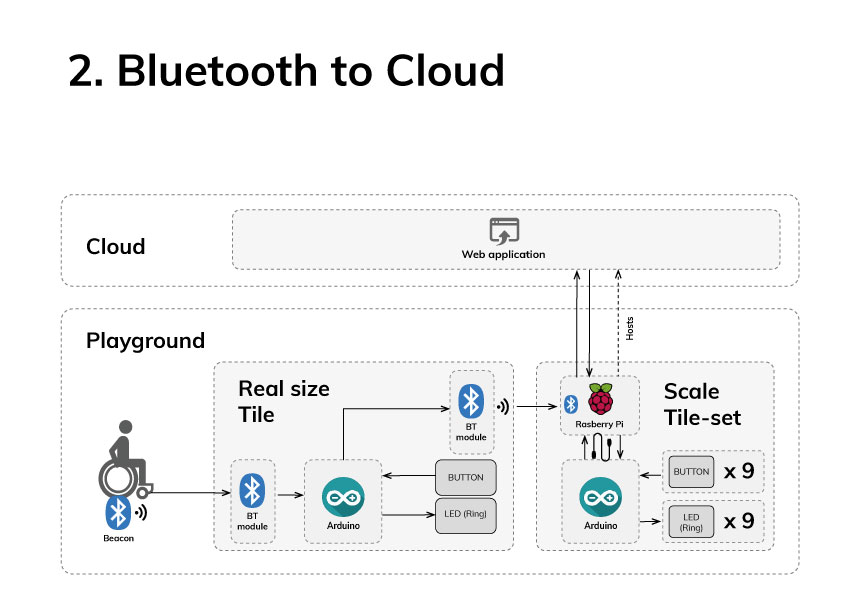 2. Bluetooth to Cloud
Cloud
Web application
Hosts
Playground
Real size
Tile
BT
module
Scale
Tile-set
Rasberry Pi
BUTTON
LED (Ring)
BT
module
Arduino
Beacon
Arduino
BUTTON
x 9
LED
(Ring)
x 9